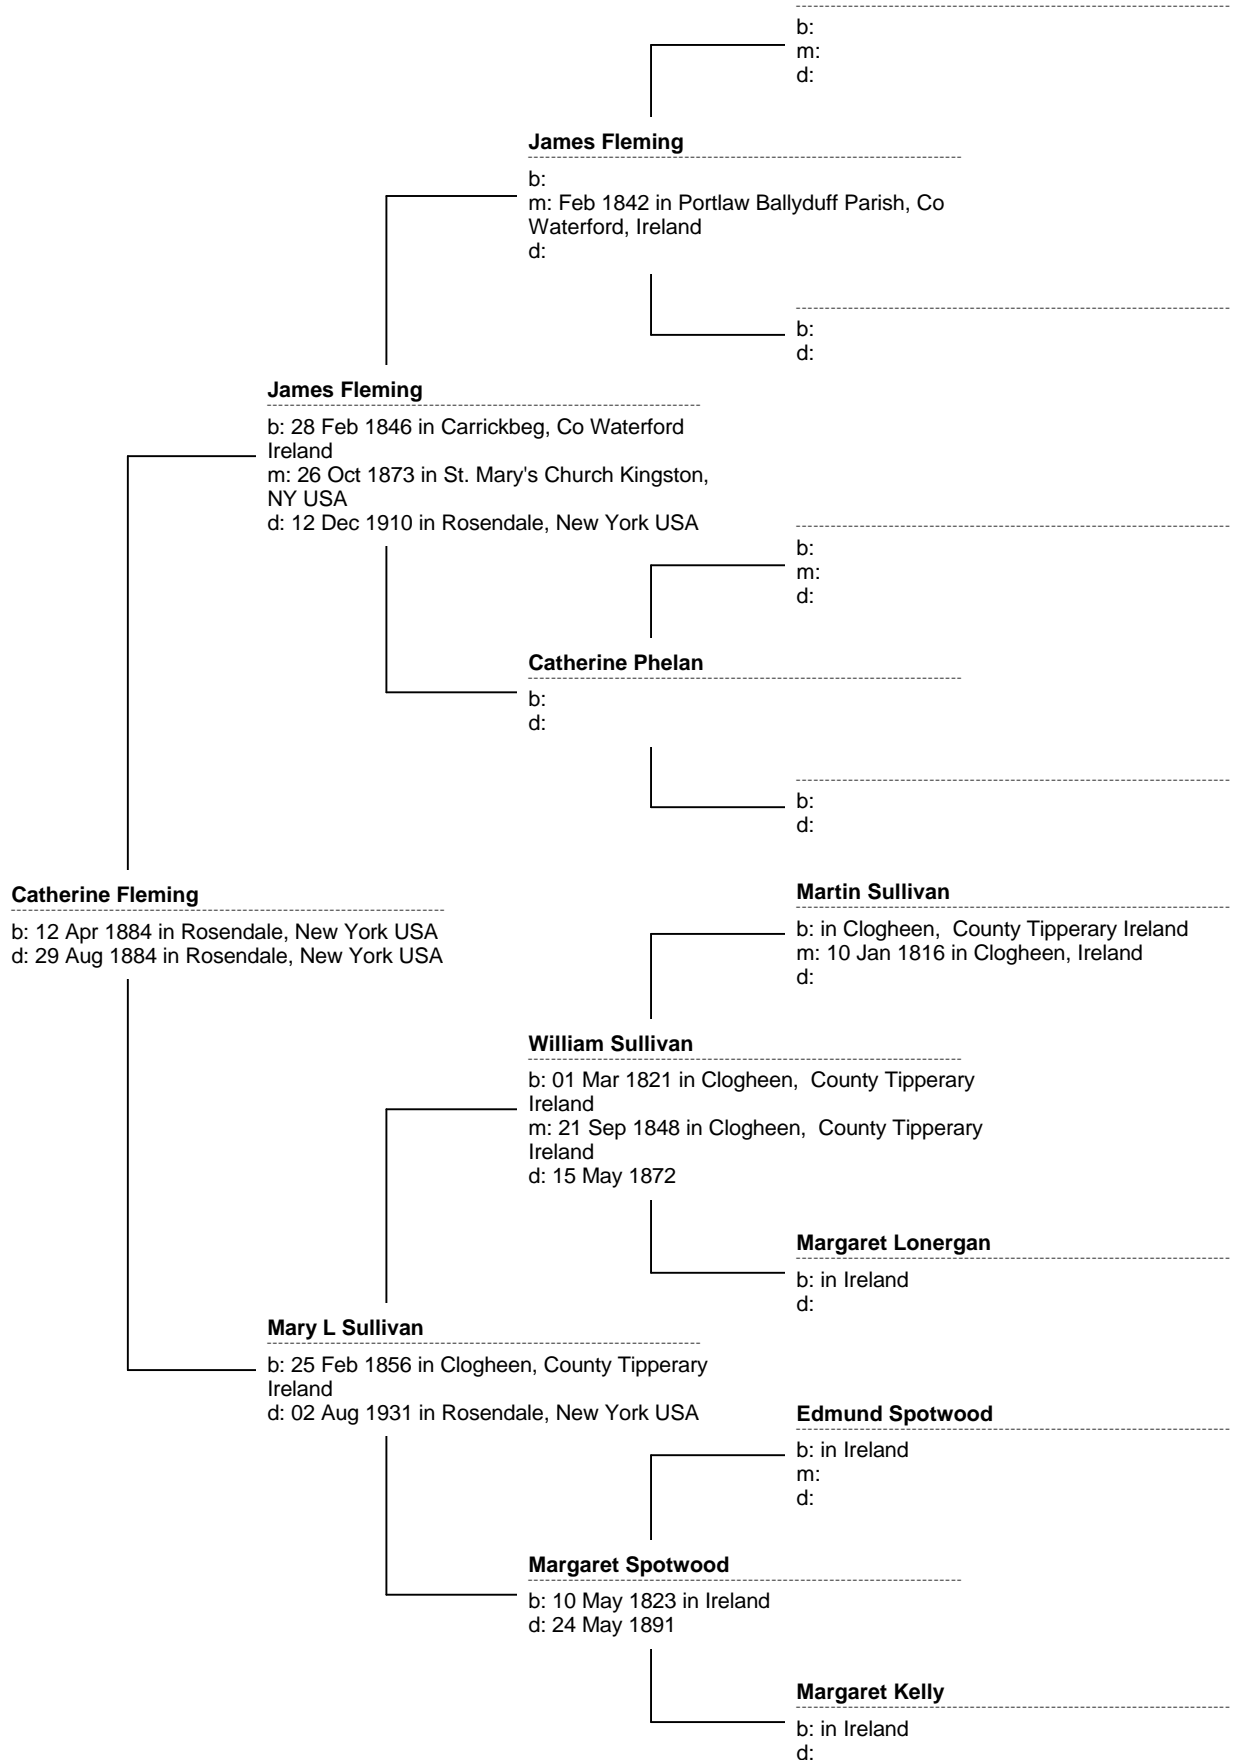 b:
m:
d:
James Fleming
b:
m: Feb 1842 in Portlaw Ballyduff Parish, Co
Waterford, Ireland
d:
b:
d:
James Fleming
b: 28 Feb 1846 in Carrickbeg, Co Waterford
Ireland
m: 26 Oct 1873 in St. Mary's Church Kingston,
NY USA
d: 12 Dec 1910 in Rosendale, New York USA
b:
m:
d:
Catherine Phelan
b:
d:
b:
d:
Catherine Fleming
b: 12 Apr 1884 in Rosendale, New York USA
d: 29 Aug 1884 in Rosendale, New York USA
Martin Sullivan
b: in Clogheen,  County Tipperary Ireland
m: 10 Jan 1816 in Clogheen, Ireland
d:
William Sullivan
b: 01 Mar 1821 in Clogheen,  County Tipperary
Ireland
m: 21 Sep 1848 in Clogheen,  County Tipperary
Ireland
d: 15 May 1872
Margaret Lonergan
b: in Ireland
d:
Mary L Sullivan
b: 25 Feb 1856 in Clogheen, County Tipperary
Ireland
d: 02 Aug 1931 in Rosendale, New York USA
Edmund Spotwood
b: in Ireland
m:
d:
Margaret Spotwood
b: 10 May 1823 in Ireland
d: 24 May 1891
Margaret Kelly
b: in Ireland
d: